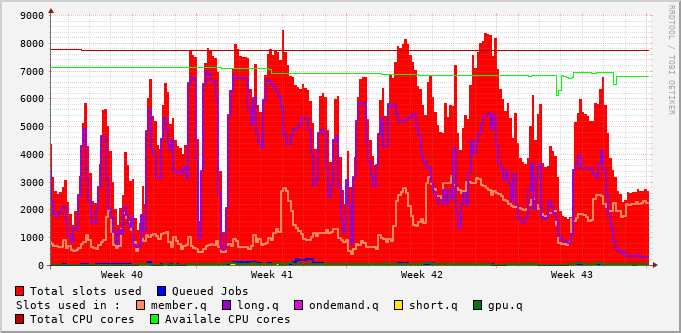 RRDTOOL / TOBI OETIKER
9000
8000
7000
6000
5000
4000
3000
2000
1000
0
Week 40 Week 41 Week 42 Week 43
Total slots used Queued Jobs
Slots used in : member.q long.q ondemand.q short.q gpu.q
Total CPU cores Availale CPU cores